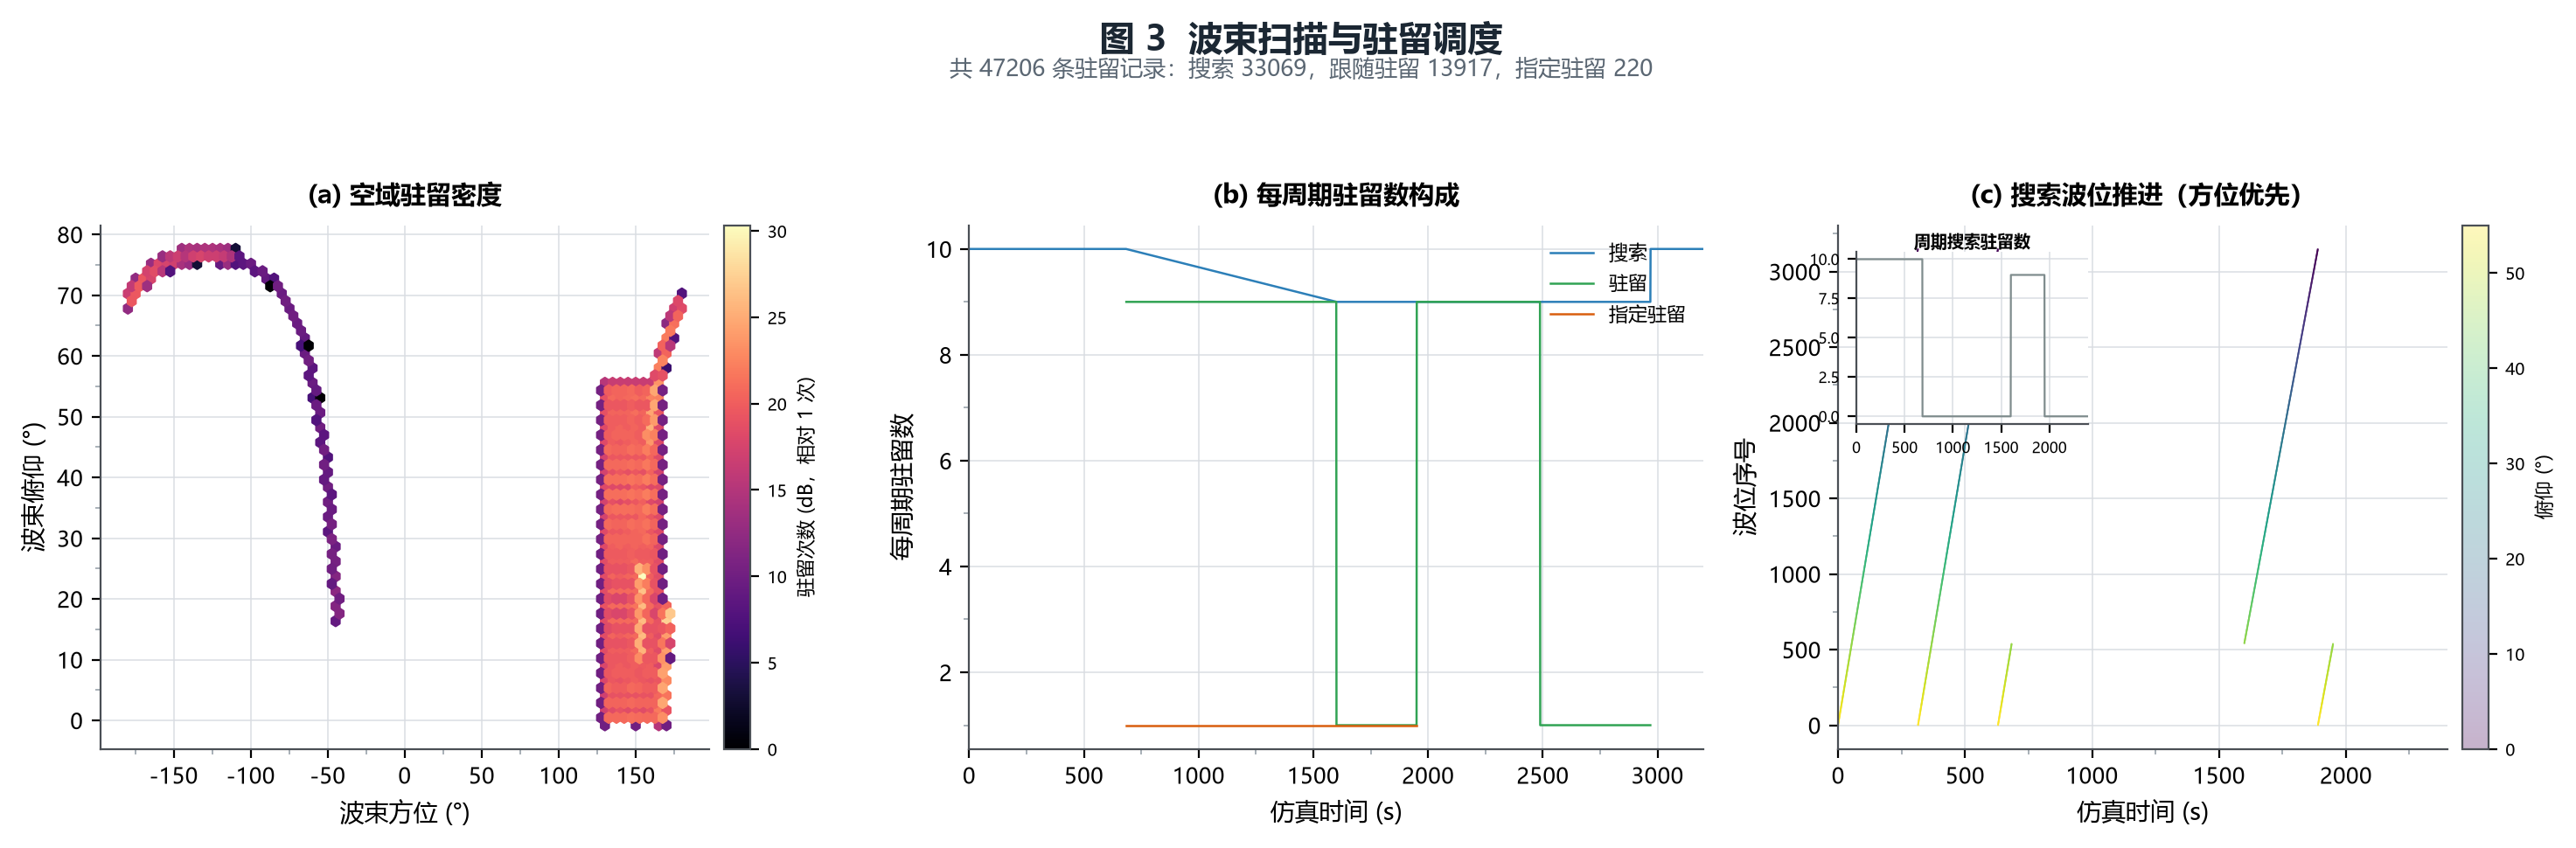 图 3 波束扫描与驻留调度
共 47206 条驻留记录：搜索 33069，跟随驻留 13917，指定驻留 220
(a) 空域驻留密度
80
70
60
50
40
30
20
10
0
波束俯仰 (°)
-150 -100 -50 0 50 100 150
波束方位 (°)
30
25
20
15
10
5
0
驻留次数 (dB，相对 1 次)
(b) 每周期驻留数构成
10
8
6
4
2
每周期驻留数
搜索
驻留
指定驻留
0 500 1000 1500 2000 2500 3000
仿真时间 (s)
(c) 搜索波位推进（方位优先）
3000
2500
2000
1500
1000
500
0
波位序号
周期搜索驻留数
10.0
7.5
5.0
2.5
0.0
0 500 1000 1500 2000
0 500 1000 1500 2000
仿真时间 (s)
50
40
30
20
10
0
俯仰 (°)